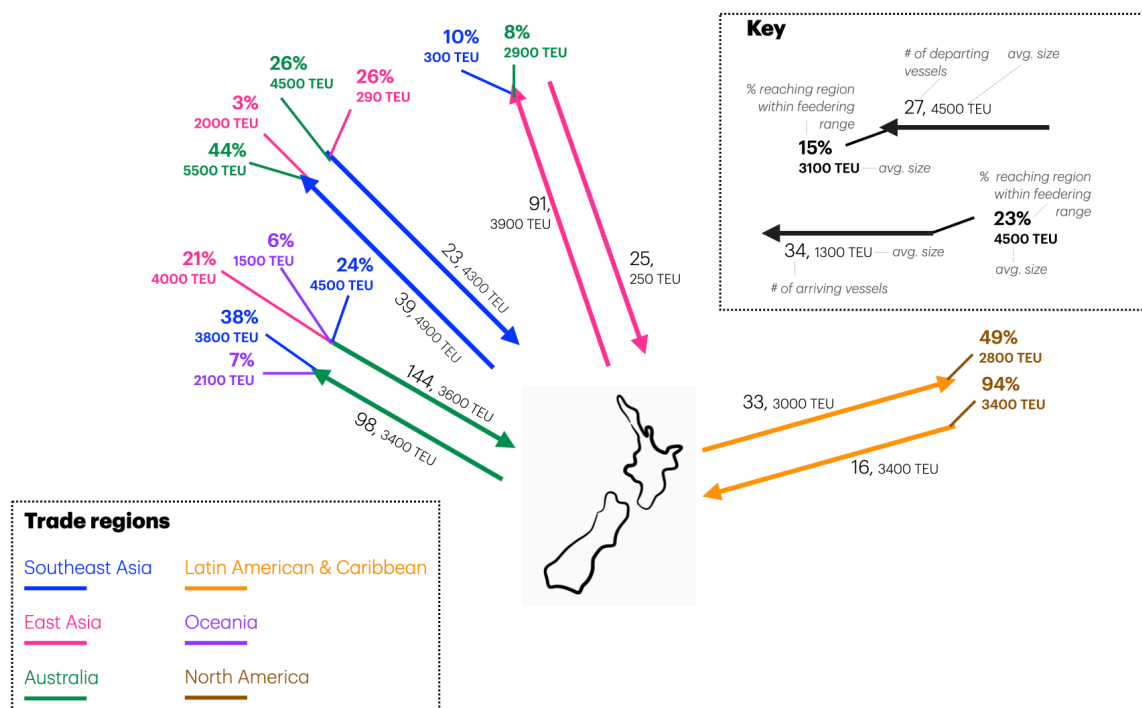 10%
300 TEU
8%
2900 TEU
26%
4500 TEU
26%
290 TEU
3%
2000 TEU
44%
5500 TEU
91,
3900 TEU
25,
250 TEU
23, 4300 TEU
39, 4900 TEU
6%
1500 TEU
21%
4000 TEU
24%
4500 TEU
38%
3800 TEU
7%
2100 TEU
144, 3600 TEU
98, 3400 TEU
Key
# of departing
vessels
avg. size
% reaching region
within feedering
range
27, 4500 TEU
15%
3100 TEU
avg. size
% reaching region
within feedering
range
23%
4500 TEU
avg. size
34, 1300 TEU
avg. size
# of arriving vessels
49%
2800 TEU
94%
3400 TEU
33, 3000 TEU
16, 3400 TEU
Trade regions
Southeast Asia
Latin American & Caribbean
East Asia
Oceania
Australia
North America